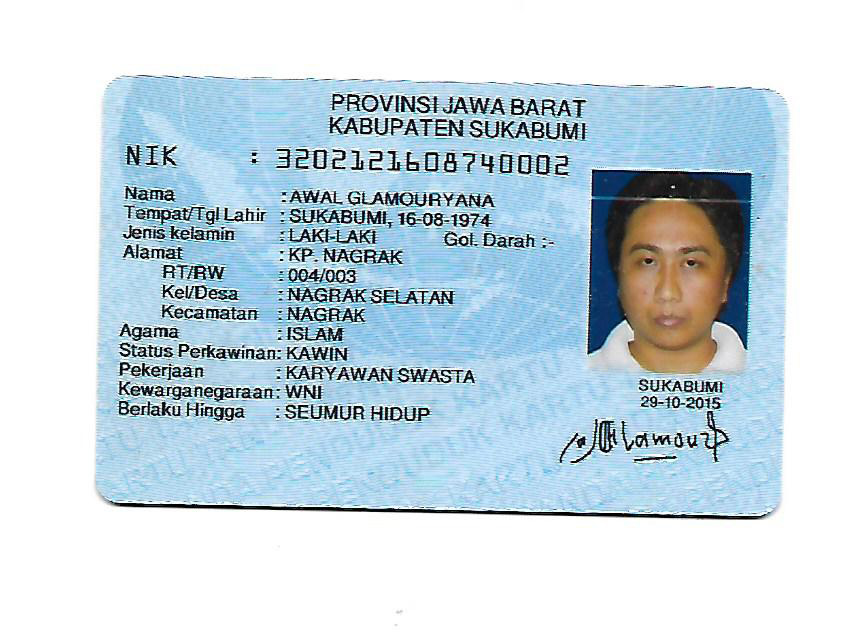 PROVINSI JAWA BARAT
KABUPATEN SUKABUMI
NIK : 3202121608740002
Nama : AWAL GLAMOURYANA
Tempat/Tgl Lahir : SUKABUMI, 16-08-1974
Jenis kelamin : LAKI-LAKI Gol. Darah :-
Alamat : KP. NAGRAK
RT/RW : 004/003
Kel/Desa : NAGRAK SELATAN
Kecamatan : NAGRAK
Agama : ISLAM
Status Perkawinan: KAWIN
Pekerjaan : KARYAWAN SWASTA
Kewarganegaraan: WNI
Berlaku Hingga : SEUMUR HIDUP
SUKABUMI
29-10-2015